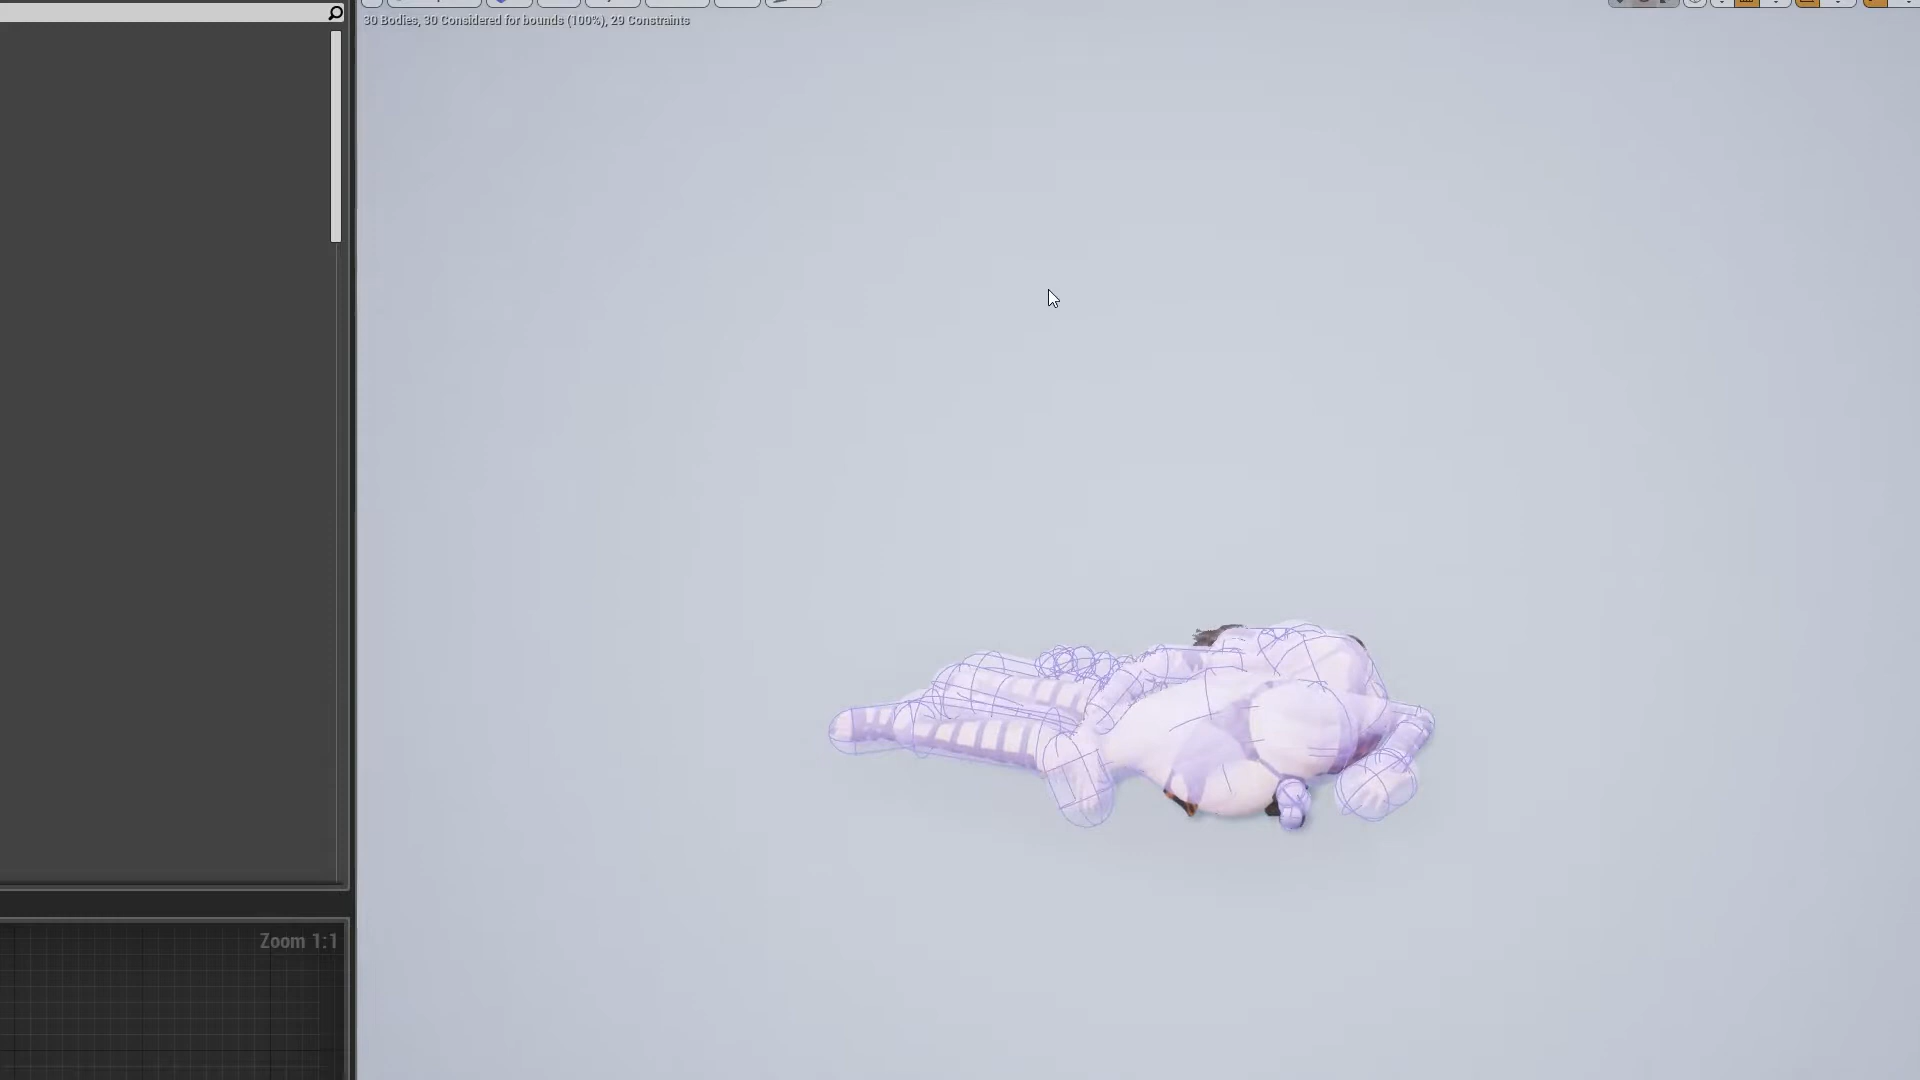 30 Bodies, 30 Considered for bounds (100%), 29 Constraints
Zoom 1:1